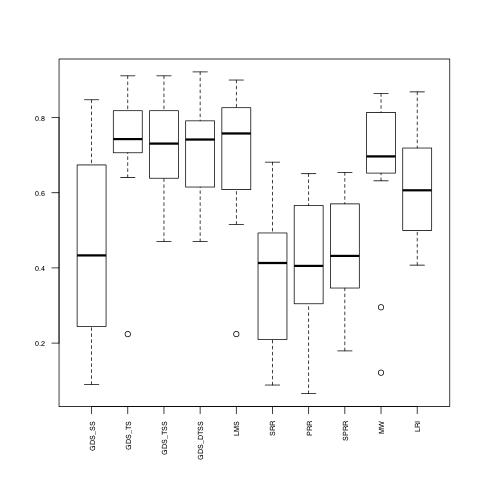 0.8
0.6
0.4
0.2
GDS_SS
GDS_TS
GDS_TSS
GDS_DTSS
LMS
SRR
PRR
SPRR
MW
LRI